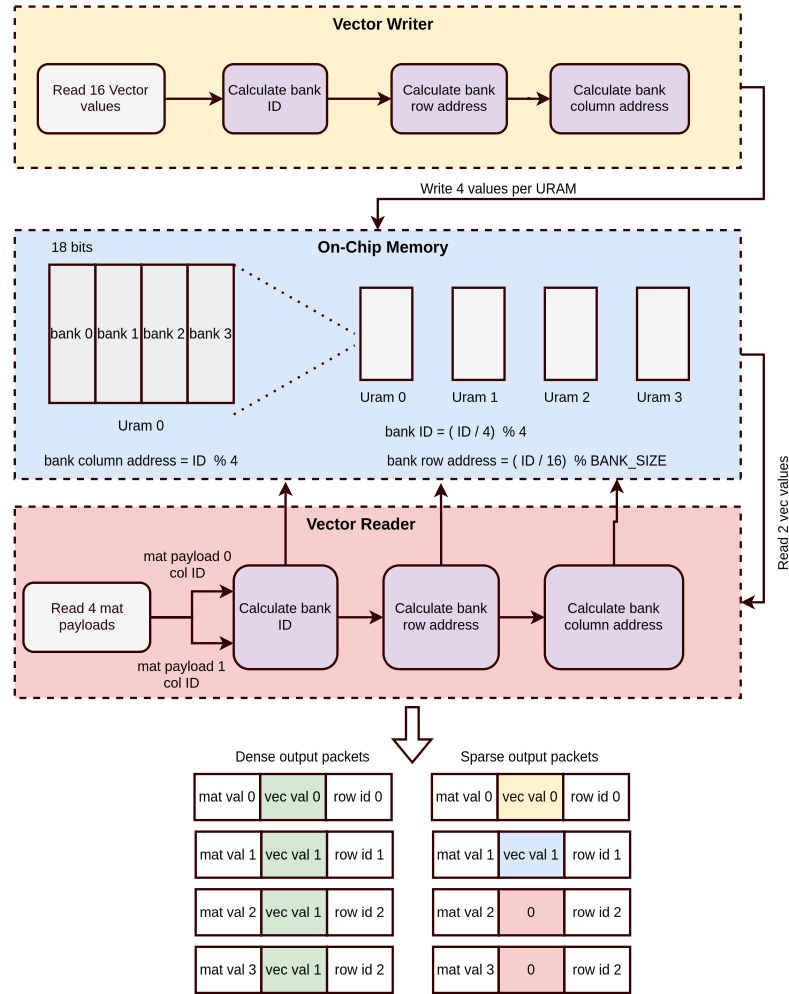 Vector Writer
Read 16 Vector
values
Calculate bank
ID
Calculate bank
row address
Calculate bank
column address
Write 4 values per URAM
18 bits
On-Chip Memory
bank 0
bank 1
bank 2
bank 3
Uram 0
Uram 0
Uram 1
Uram 2
Uram 3
bank ID = ( ID / 4)  % 4
bank column address = ID  % 4
bank row address = ( ID / 16)  % BANK_SIZE
Read 2 vec values
Vector Reader
mat payload 0
col ID
Read 4 mat
payloads
mat payload 1
col ID
Calculate bank
ID
Calculate bank
row address
Calculate bank
column address
Dense output packets
mat val 0 vec val 0 row id 0
mat val 1 vec val 1 row id 1
mat val 2 vec val 1 row id 2
mat val 3 vec val 1 row id 2
Sparse output packets
mat val 0 vec val 0 row id 0
mat val 1 vec val 1 row id 1
mat val 2 0 row id 2
mat val 3 0 row id 2